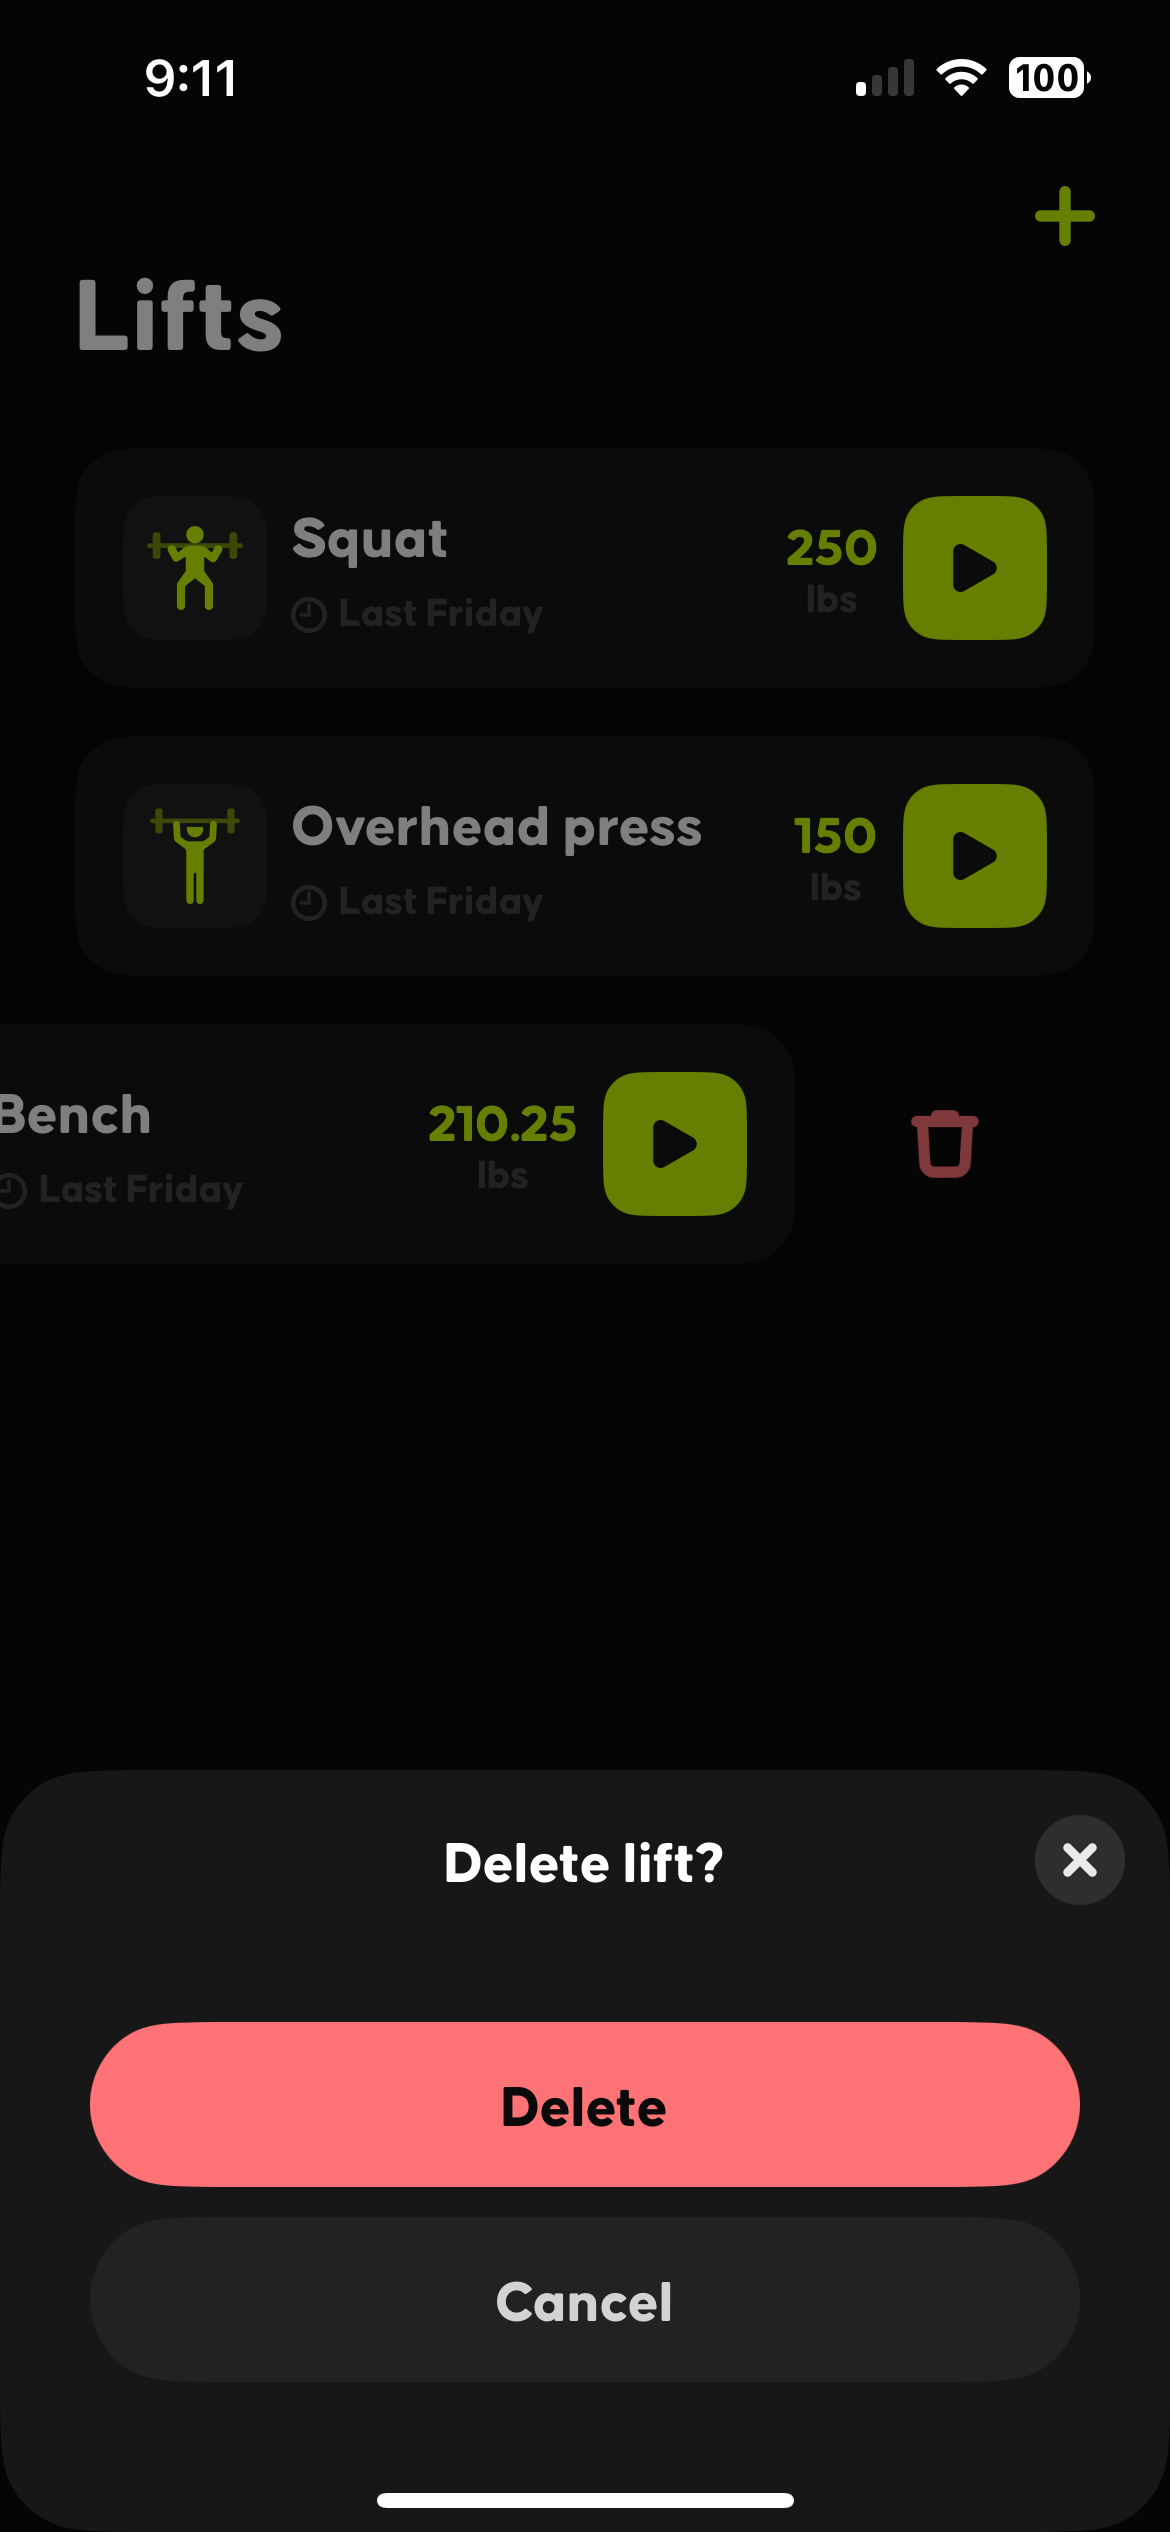 9:11
100
Lifts
Squat
Last Friday
250
lbs
Overhead press
Last Friday
150
lbs
Bench
Last Friday
210.25
lbs
Delete lift?
Delete
Cancel